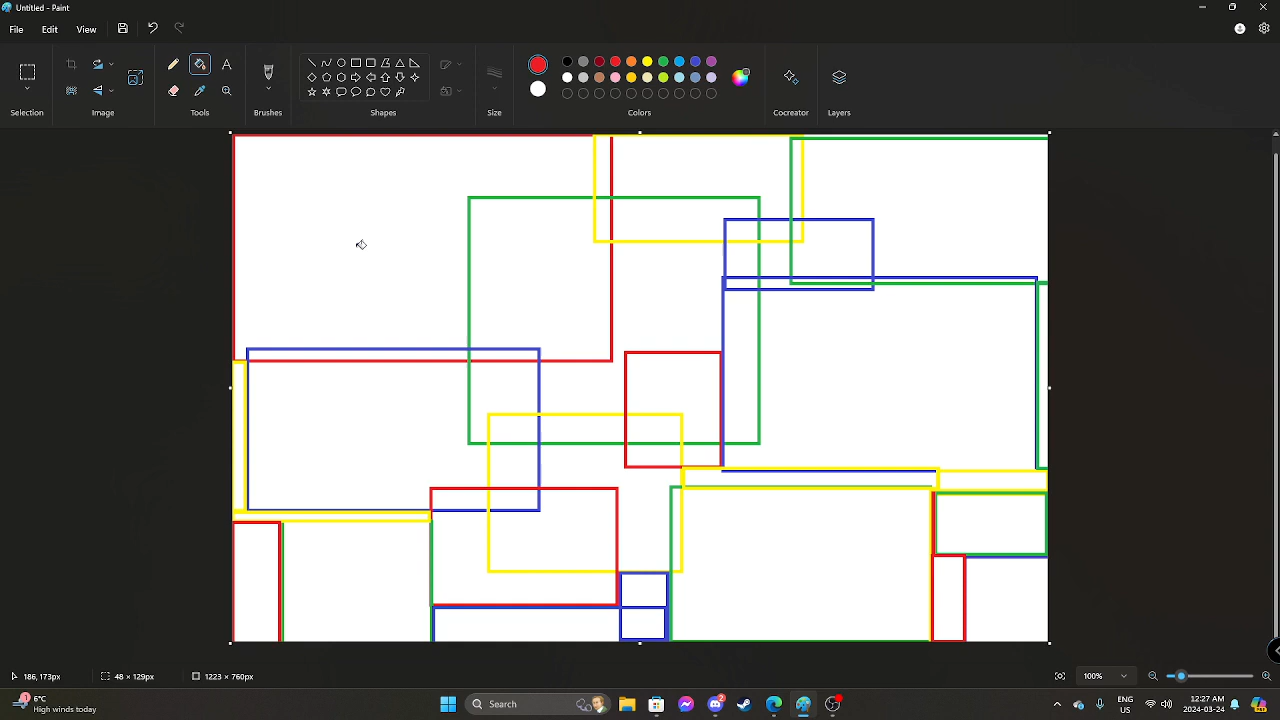 Untitled - Paint
File Edit View
Selection Image Tools Brushes Shapes Size Colors Cocreator Layers
186, 173px 48 × 129px 1223 × 760px 100%
6°C
High winds today
Search
ENG
US
12:27 AM
2024-03-24